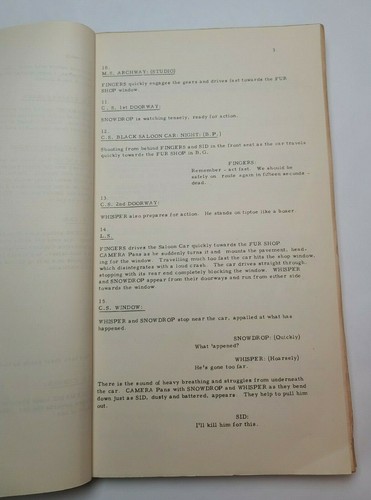 3
10.
M.S. ARCHWAY: (STUDIO)
FINGERS quickly engages the gears and drives fast towards the FUR
SHOP window.
11.
C.S. 1st DOORWAY:
SNOWDROP is watching tensely, ready for action.
12.
C.S. BLACK SALOON CAR: NIGHT: (B.P.)
Shooting from behind FINGERS and SID in the front seat as the car travels
quickly towards the FUR SHOP in B.G.
FINGERS:
Remember - act fast. We should be
safely on route again in fifteen seconds -
dead.
13.
C.S. 2nd DOORWAY:
WHISPER also prepares for action. He stands on tiptoe like a boxer.
14.
L.S.
FINGERS drives the Saloon Car quickly towards the FUR SHOP.
CAMERA Pans as he suddenly turns it and mounts the pavement, head-
ing for the window. Travelling much too fast the car hits the shop window,
which disintegrates with a loud crash. The car drives straight through,
stopping with its rear end completely blocking the window. WHISPER
and SNOWDROP appear from their doorways and run from either side
towards the window.
15.
C.S. WINDOW:
WHISPER and SNOWDROP stop near the car, appalled at what has
happened.
SNOWDROP: (Quickly)
What 'appened?
WHISPER: (Hoarsely)
He's gone too far.
There is the sound of heavy breathing and struggles from underneath
the car. CAMERA Pans with SNOWDROP and WHISPER as they bend
down just as SID, dusty and battered, appears. They help to pull him
out.
SID:
I'll kill him for this.